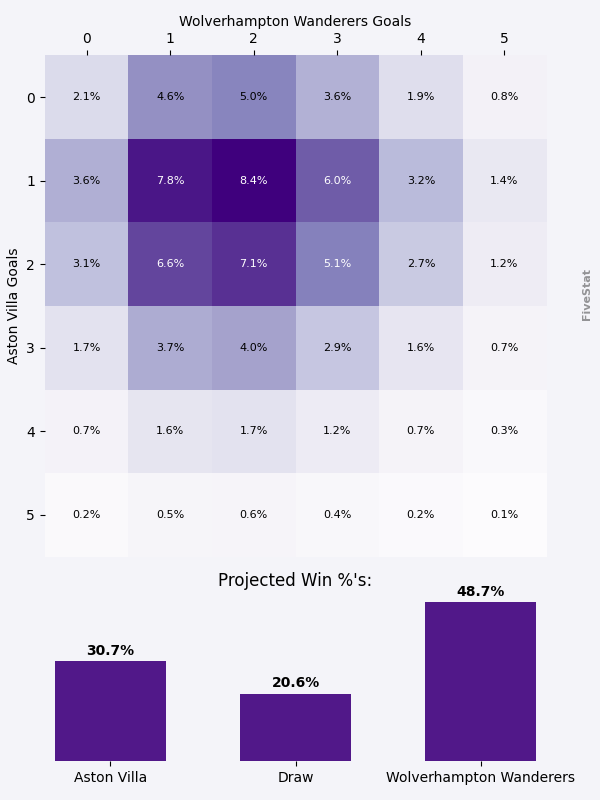 Wolverhampton Wanderers Goals
0 1 2 3 4 5
0 2.1% 4.6% 5.0% 3.6% 1.9% 0.8%
1 3.6% 7.8% 8.4% 6.0% 3.2% 1.4%
2 3.1% 6.6% 7.1% 5.1% 2.7% 1.2%
3 1.7% 3.7% 4.0% 2.9% 1.6% 0.7%
4 0.7% 1.6% 1.7% 1.2% 0.7% 0.3%
5 0.2% 0.5% 0.6% 0.4% 0.2% 0.1%
Aston Villa Goals
FiveStat
Projected Win %'s:
30.7% 20.6% 48.7%
Aston Villa Draw Wolverhampton Wanderers